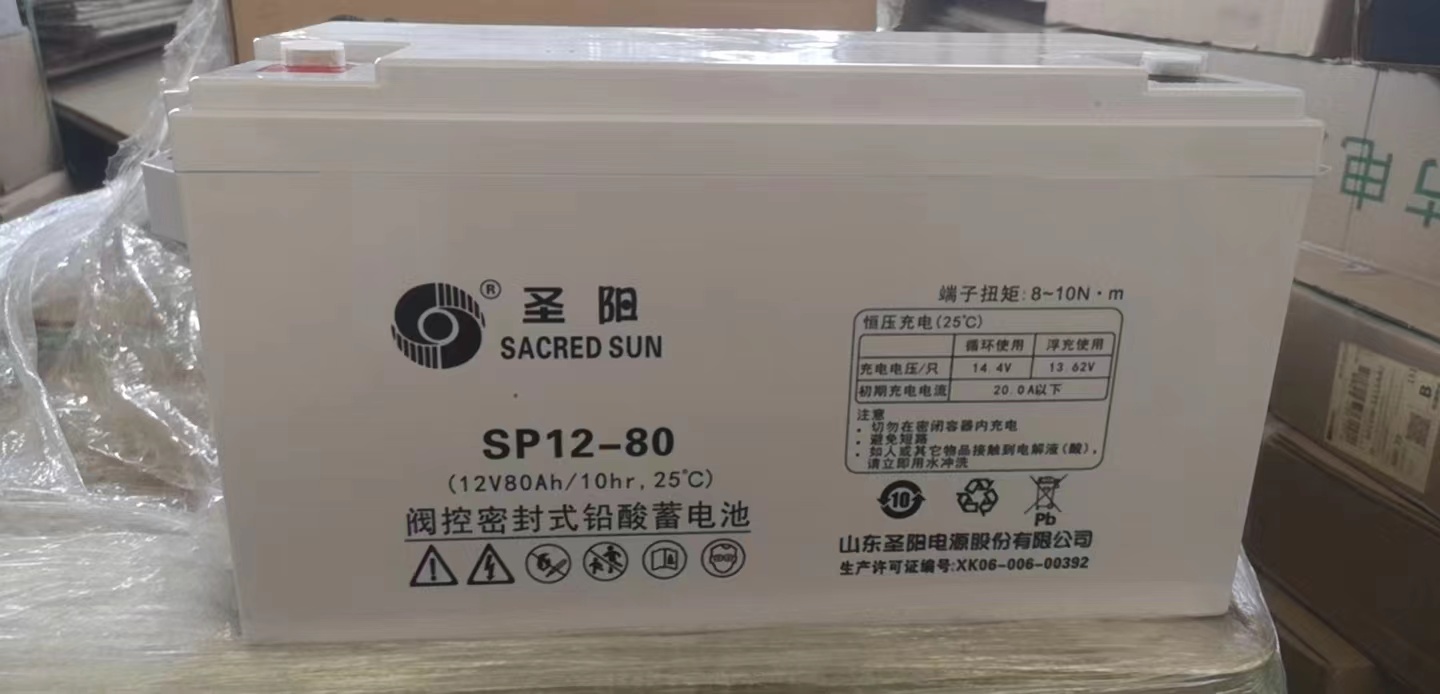 ® 圣阳
SACRED SUN
SP12-80
(12V80Ah/10hr, 25℃)
阀控密封式铅酸蓄电池
端子扭矩:8~10N·m
恒压充电(25℃)
循环使用 浮充使用
充电电压/只 14.4V 13.62V
初期充电电流 20.0A以下
注意
· 切勿在密闭容器内充电
· 避免短路
· 如人或其它物品接触到电解液(酸),
请立即用水冲洗
10
Pb
山东圣阳电源股份有限公司
生产许可证编号:XK06-006-00392
电